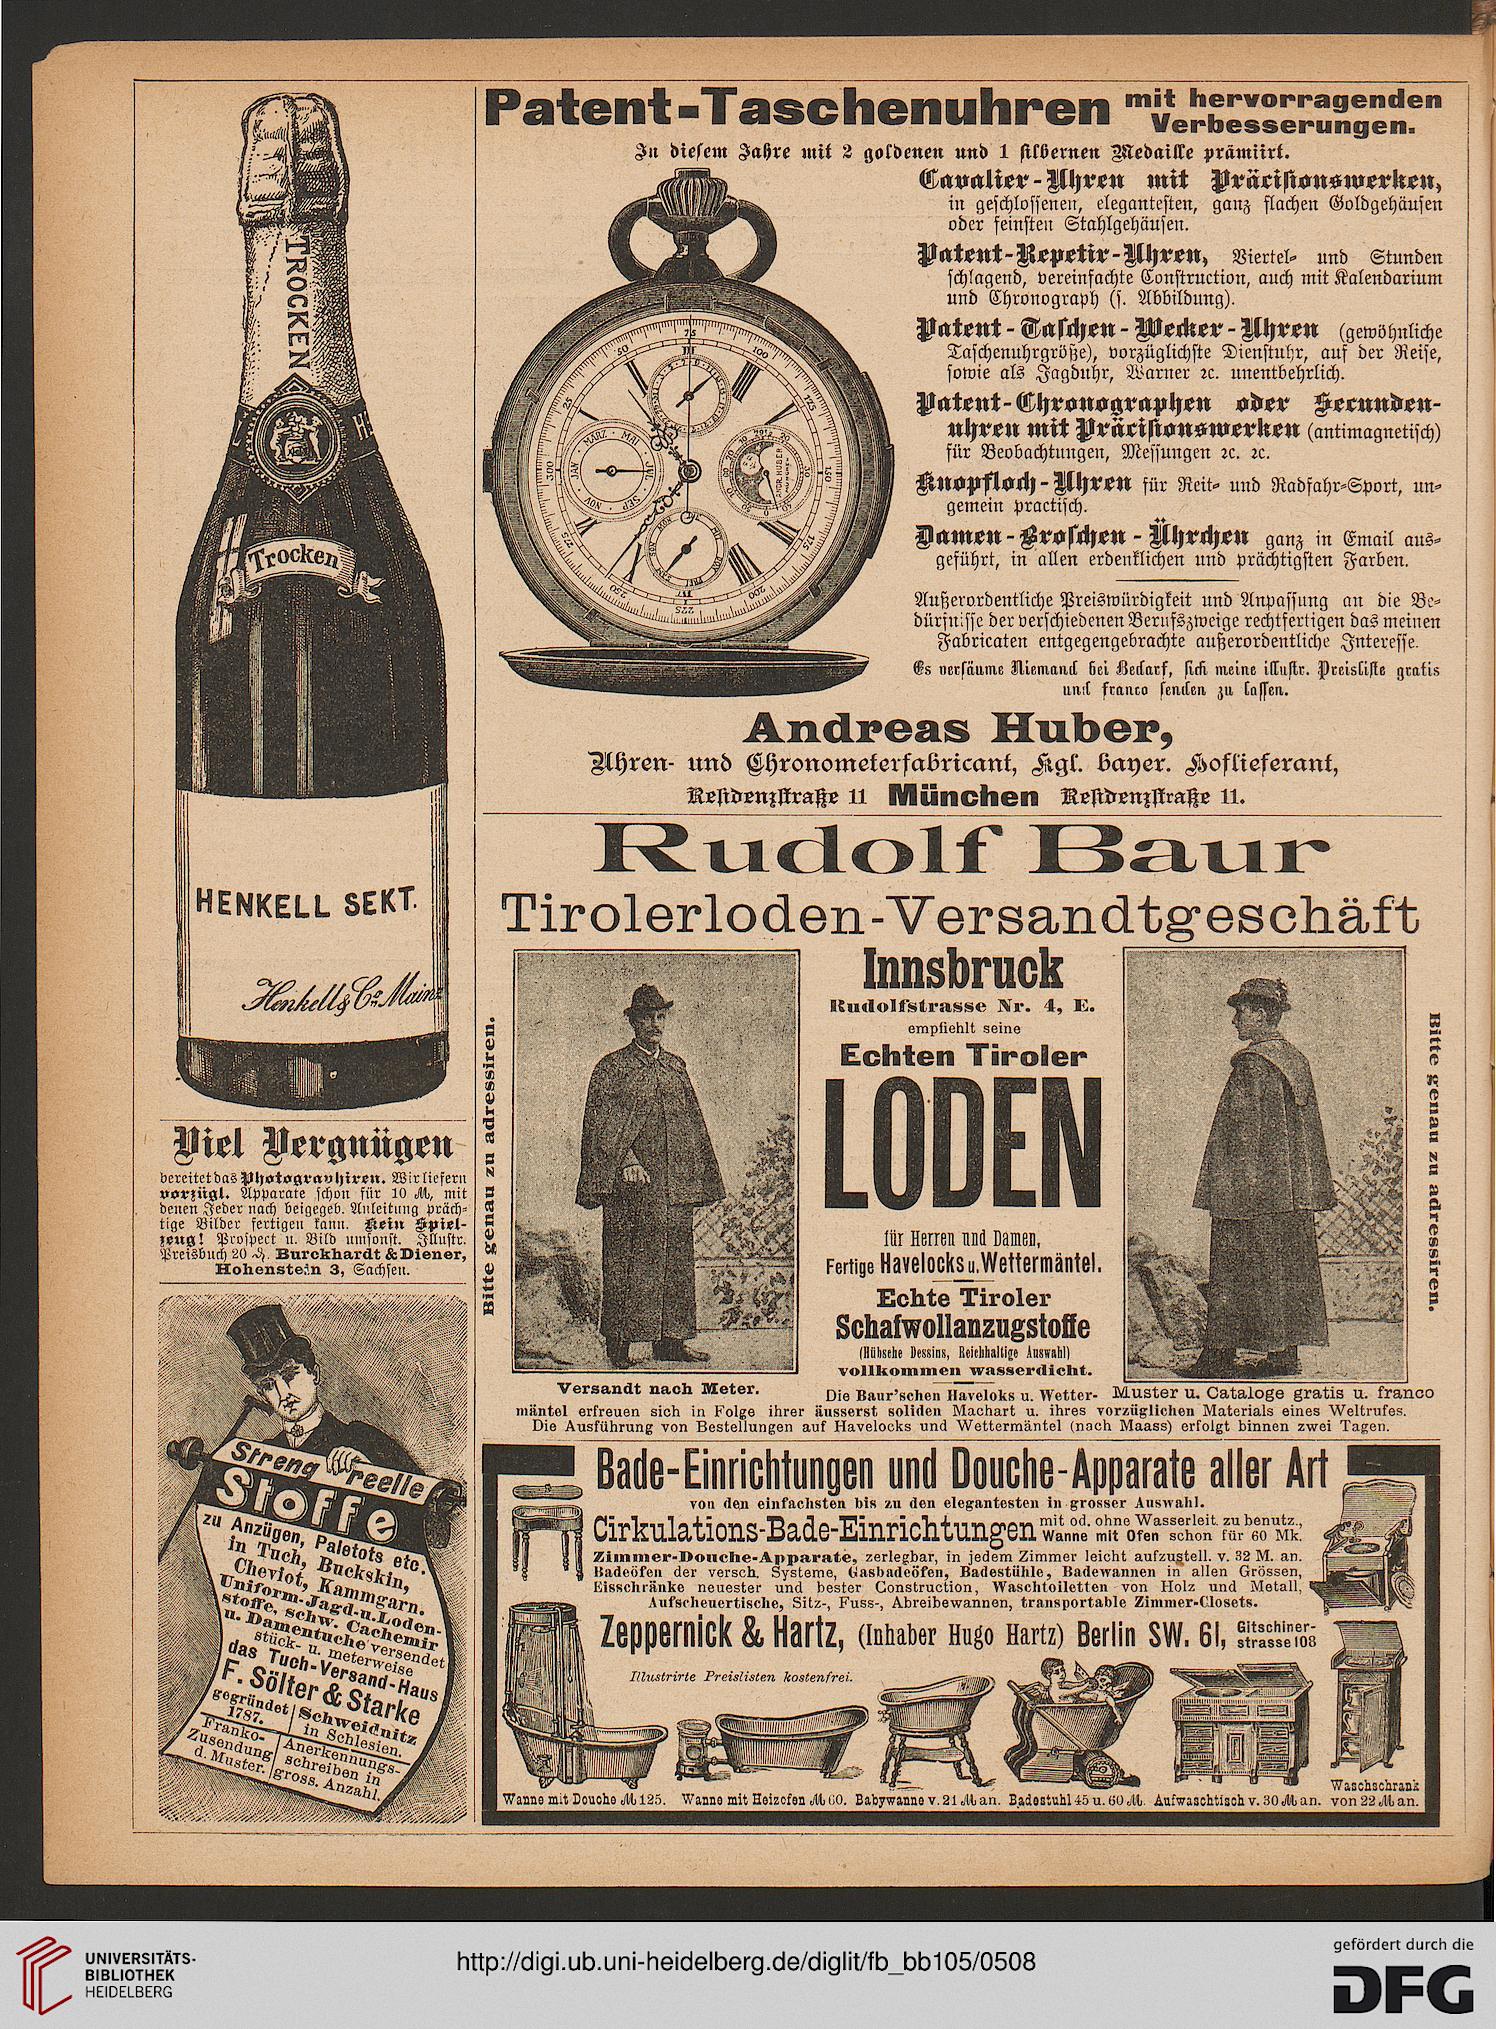 TROCKEN
Trocken
HENKELL SEKT.
Henkell & Co Mainz
Viel Vergnügen
bereitet das Photographiren. Wir liefern
vorzügl. Apparate schon für 10 M, mit
denen Jeder nach beigegeb. Anleitung präch-
tige Bilder fertigen kann. Kein Spiel-
zeug! Prospect u. Bild umsonst. Illustr.
Preisbuch 20 ₰. Burckhardt & Diener,
Hohenstein 3, Sachsen.
Streng reelle
Stoffe
zu Anzügen, Paletots etc.
in Tuch, Buckskin,
Cheviot, Kammgarn.
Uniform-Jagd-u.Loden-
stoffe, schw. Cachemir
u. Damentuche versendet
stück- u. meterweise
das Tuch-Versand-Haus
F. Sölter & Starke
gegründet 1787.
Schweidnitz
in Schlesien.
Franko-
Zusendung
d. Muster.
Anerkennungs-
schreiben in
gross. Anzahl.
Patent-Taschenuhren mit hervorragenden
Verbesserungen.
In diesem Jahre mit 2 goldenen und 1 silbernen Medaille prämiirt.
Cavalier-Uhren mit Präcisionswerken,
in geschlossenen, elegantesten, ganz flachen Goldgehäusen
oder feinsten Stahlgehäusen.
Patent-Repetir-Uhren, Viertel- und Stunden
schlagend, vereinfachte Construction, auch mit Kalendarium
und Chronograph (s. Abbildung).
Patent-Taschen-Wecker-Uhren (gewöhnliche
Taschenuhrgröße), vorzüglichste Dienstuhr, auf der Reise,
sowie als Jagduhr, Warner ꝛc. unentbehrlich.
Patent-Chronographen oder Secunden-
uhren mit Präcisionswerken (antimagnetisch)
für Beobachtungen, Messungen ꝛc. ꝛc.
Knopfloch-Uhren für Reit- und Radfahr-Sport, un-
gemein practisch.
Damen-Broschen-Ührchen ganz in Email aus-
geführt, in allen erdenklichen und prächtigsten Farben.
Außerordentliche Preiswürdigkeit und Anpassung an die Be-
dürfnisse der verschiedenen Berufszweige rechtfertigen das meinen
Fabricaten entgegengebrachte außerordentliche Interesse.
Es versäume Niemand bei Bedarf, sich meine illustr. Preisliste gratis
und franco senden zu lassen.
Andreas Huber,
Uhren- und Chronometerfabricant, Kgl. bayer. Hoflieferant,
Residenzstraße 11 München Residenzstraße 11.
Rudolf Baur
Tirolerloden-Versandtgeschäft
Bitte genau zu adressiren.
Innsbruck
Rudolfstrasse Nr. 4, E.
empfiehlt seine
Echten Tiroler
LODEN
für Herren und Damen,
Fertige Havelocks u. Wettermäntel.
Echte Tiroler
Schafwollanzugstoffe
(Hübsche Dessins, Reichhaltige Auswahl)
vollkommen wasserdicht.
Bitte genau zu adressiren.
Versandt nach Meter.
Muster u. Cataloge gratis u. franco
Die Baur'schen Haveloks u. Wetter-
mäntel erfreuen sich in Folge ihrer äusserst soliden Machart u. ihres vorzüglichen Materials eines Weltrufes.
Die Ausführung von Bestellungen auf Havelocks und Wettermäntel (nach Maass) erfolgt binnen zwei Tagen.
Bade-Einrichtungen und Douche-Apparate aller Art
von den einfachsten bis zu den elegantesten in grosser Auswahl.
Cirkulations-Bade-Einrichtungen mit od. ohne Wasserleit. zu benutz.,
Wanne mit Ofen schon für 60 Mk.
Zimmer-Douche-Apparate, zerlegbar, in jedem Zimmer leicht aufzustell. v. 32 M. an.
Badeöfen der versch. Systeme, Gasbadeöfen, Badestühle, Badewannen in allen Grössen,
Eisschränke neuester und bester Construction, Waschtoiletten von Holz und Metall,
Aufscheuertische, Sitz-, Fuss-, Abreibewannen, transportable Zimmer-Closets.
Zeppernick & Hartz, (Inhaber Hugo Hartz) Berlin SW. 61, Gitschiner-
strasse 108
Illustrirte Preislisten kostenfrei.
Wanne mit Douche M 125. Wanne mit Heizofen M 60. Babywanne v. 21 M an. Badestuhl 45 u. 60 M. Aufwaschtisch v. 30 M an. Waschschrank
von 22 M an.
UNIVERSITÄTS-
BIBLIOTHEK
HEIDELBERG
http://digi.ub.uni-heidelberg.de/diglit/fb_bb105/0508
gefördert durch die
DFG